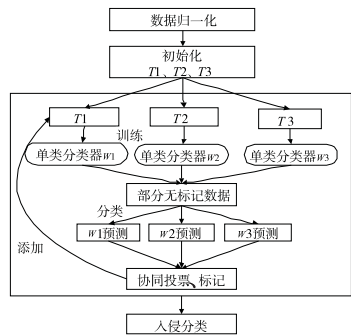 数据归一化
初始化
T1、T2、T3
T1
T2
T3
训练
单类分类器w1
单类分类器w2
单类分类器w3
部分无标记数据
分类
w1预测
w2预测
w3预测
添加
协同投票、标记
入侵分类